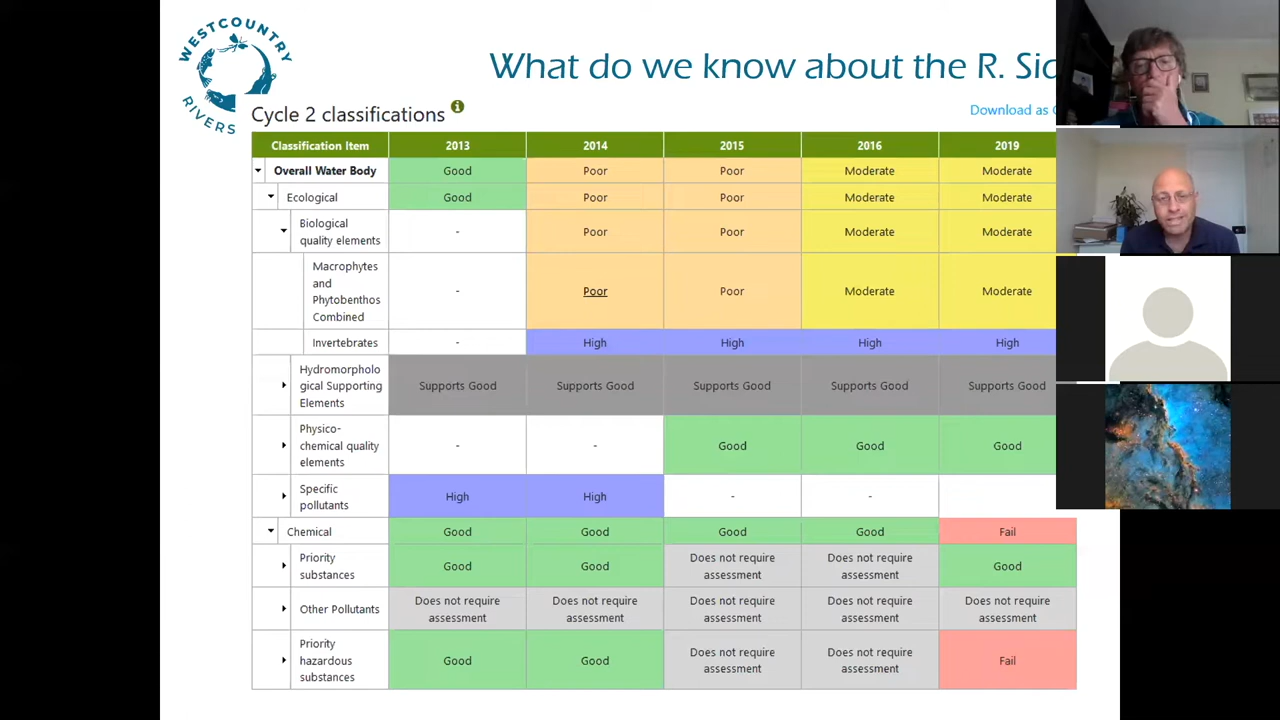 WESTCOUNTRY
RIVERS
What do we know about the R. Sid
Cycle 2 classifications
Download as
Classification Item 2013 2014 2015 2016 2019
Overall Water Body Good Poor Poor Moderate Moderate
Ecological Good Poor Poor Moderate Moderate
Biological
quality elements - Poor Poor Moderate Moderate
Macrophytes
and
Phytobenthos
Combined - Poor Poor Moderate Moderate
Invertebrates - High High High High
Hydromorpholo
gical Supporting
Elements Supports Good Supports Good Supports Good Supports Good Supports Good
Physico-
chemical quality
elements - - Good Good Good
Specific
pollutants High High - -
Chemical Good Good Good Good Fail
Priority
substances Good Good Does not require
assessment Does not require
assessment Good
Other Pollutants Does not require
assessment Does not require
assessment Does not require
assessment Does not require
assessment Does not require
assessment
Priority
hazardous
substances Good Good Does not require
assessment Does not require
assessment Fail